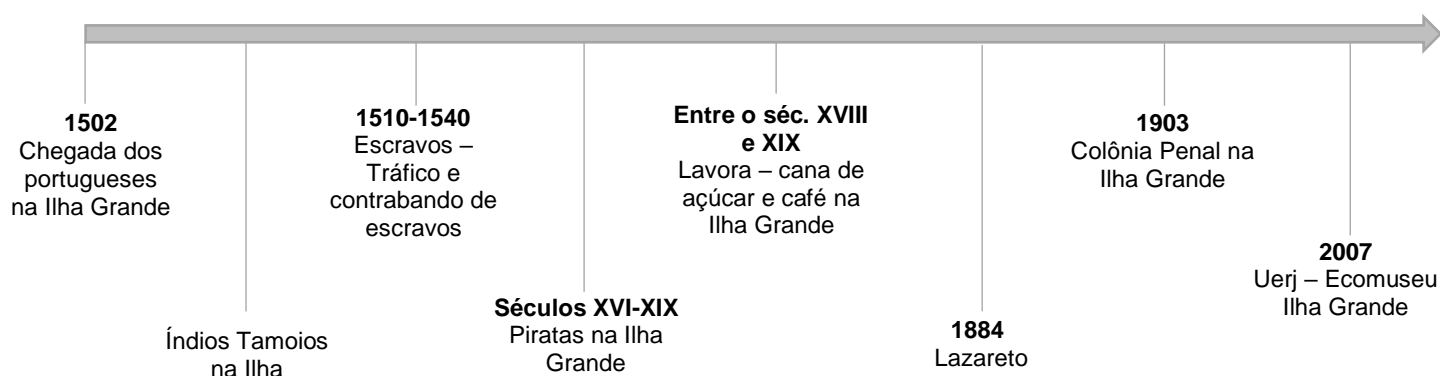 1502
Chegada dos
portugueses
na Ilha Grande
Índios Tamoios
na Ilha
1510-1540
Escravos –
Tráfico e
contrabando de
escravos
Séculos XVI-XIX
Piratas na Ilha
Grande
Entre o séc. XVIII
e XIX
Lavora – cana de
açúcar e café na
Ilha Grande
1884
Lazareto
1903
Colônia Penal na
Ilha Grande
2007
Uerj – Ecomuseu
Ilha Grande